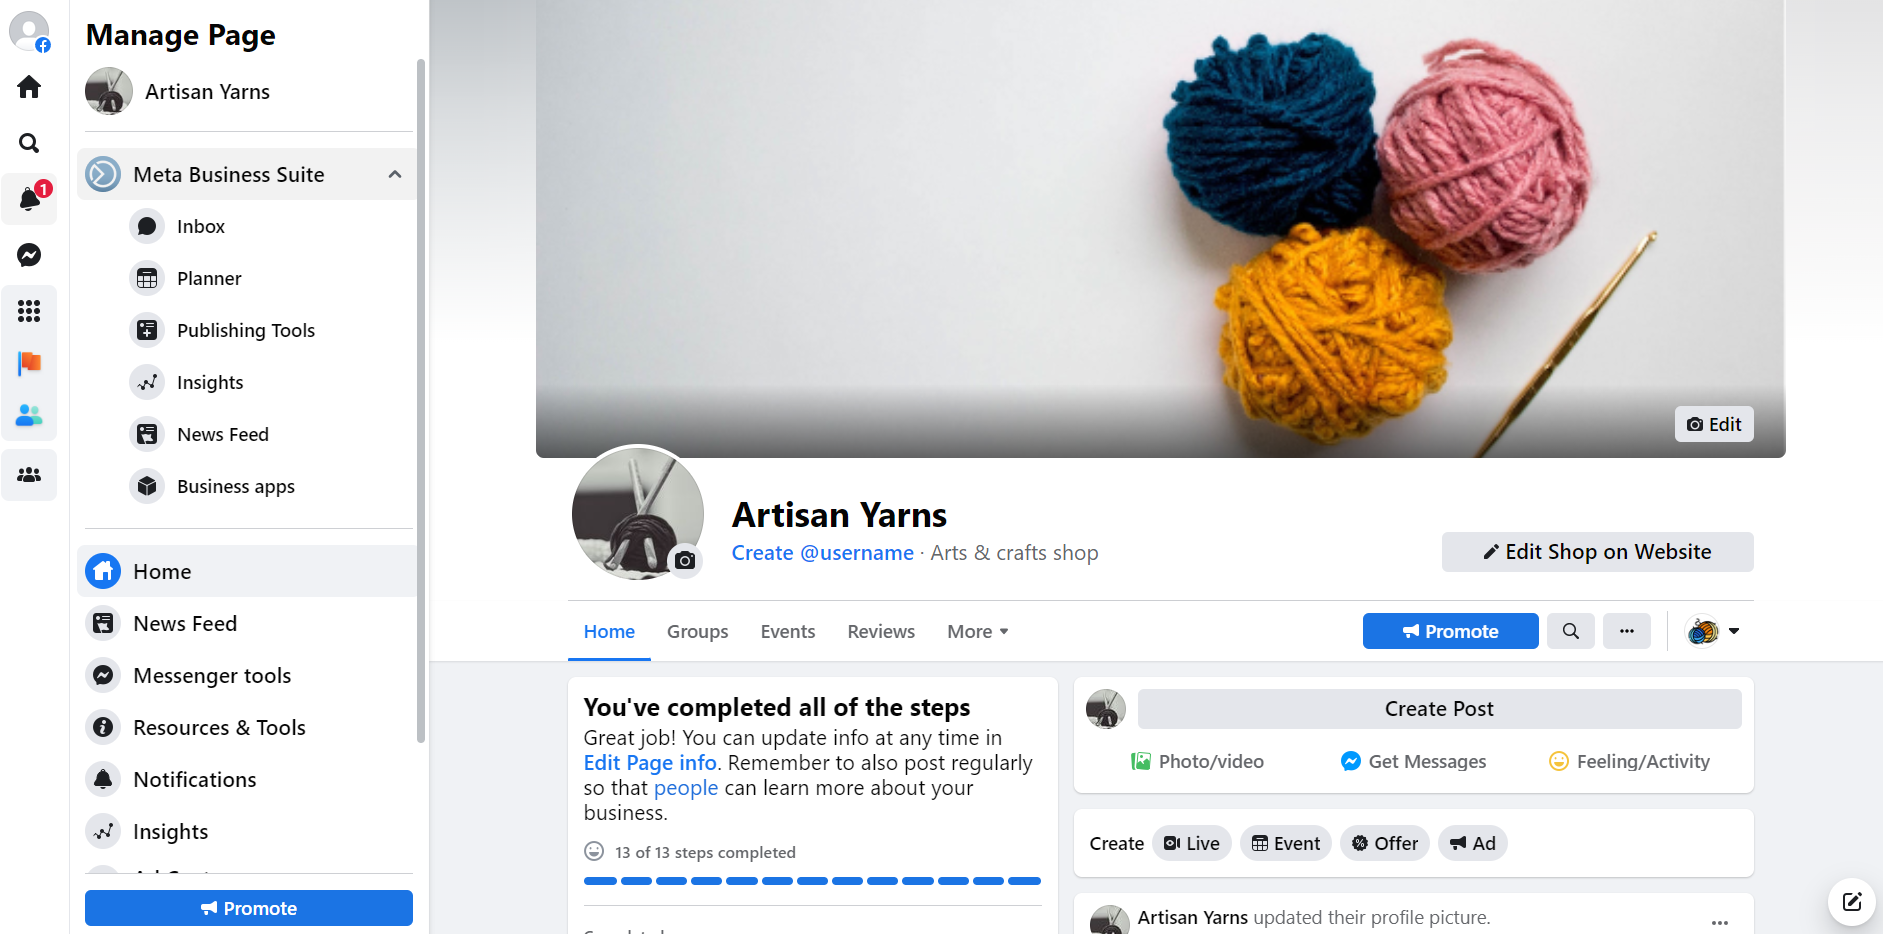 Manage Page
Artisan Yarns
Meta Business Suite
Inbox
Planner
Publishing Tools
Insights
News Feed
Business apps
Home
News Feed
Messenger tools
Resources & Tools
Notifications
Insights
Promote
1
Edit
Artisan Yarns
Create @username · Arts & crafts shop
Edit Shop on Website
Home Groups Events Reviews More
Promote
You've completed all of the steps
Great job! You can update info at any time in
Edit Page info. Remember to also post regularly
so that people can learn more about your
business.
13 of 13 steps completed
Create Post
Photo/video Get Messages Feeling/Activity
Create Live Event Offer Ad
Artisan Yarns updated their profile picture.